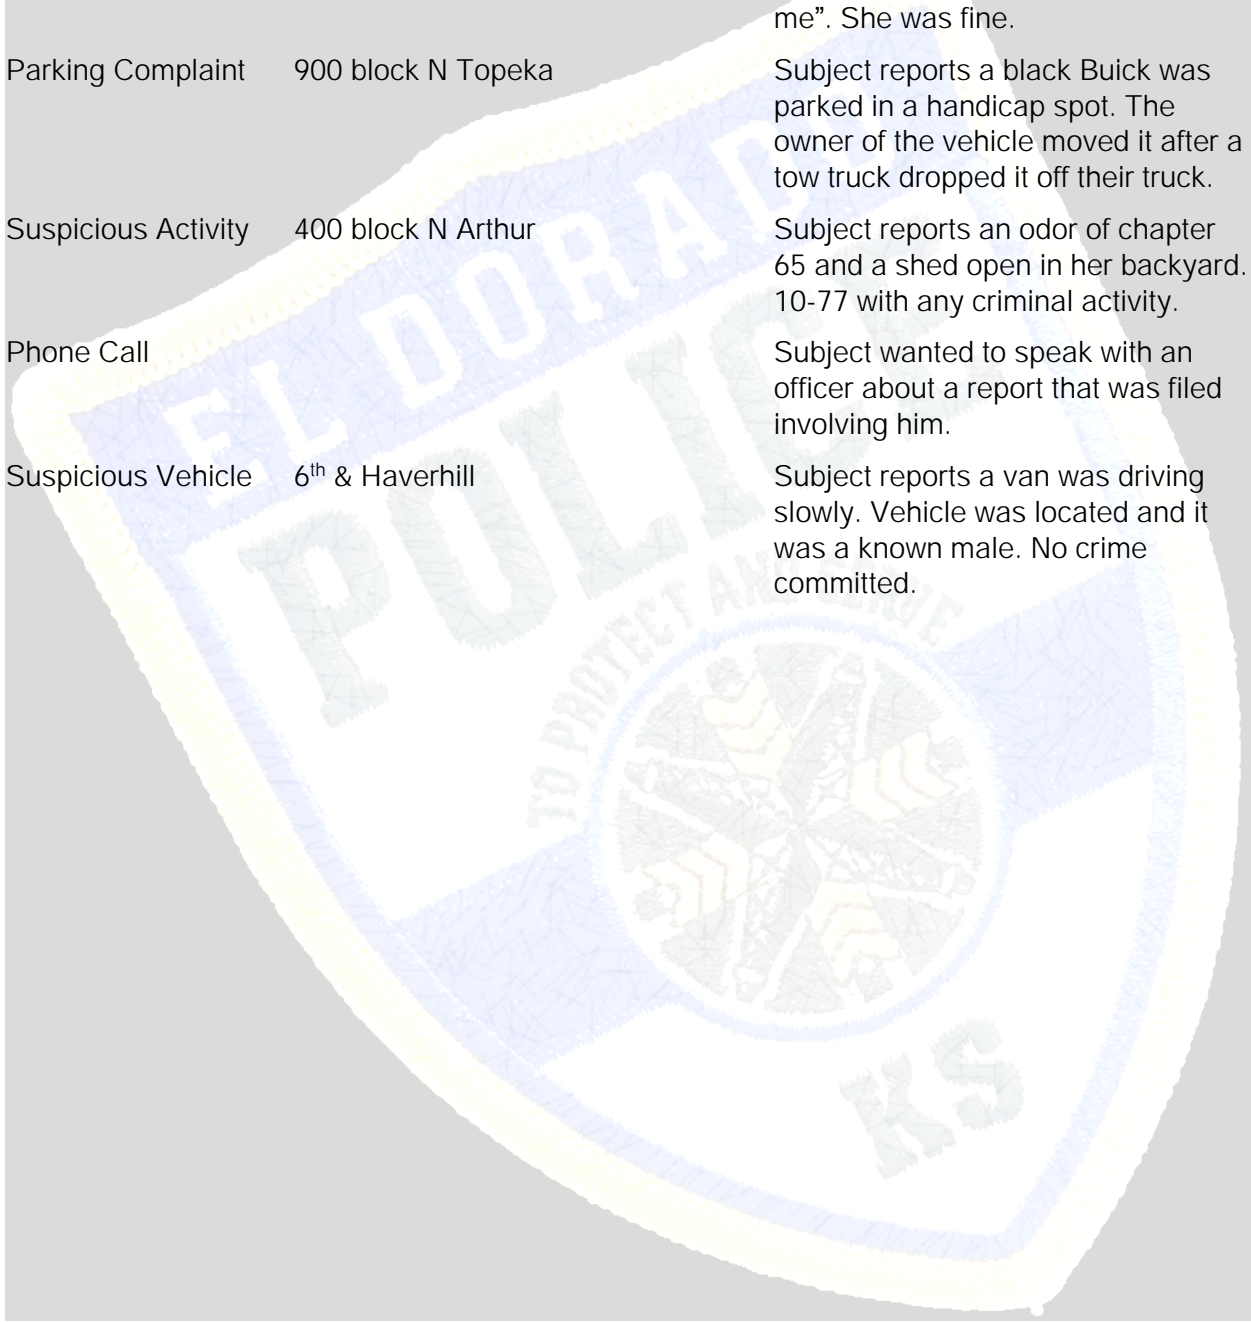 me”. She was fine.
Parking Complaint 900 block N Topeka Subject reports a black Buick was
parked in a handicap spot. The
owner of the vehicle moved it after a
tow truck dropped it off their truck.
Suspicious Activity 400 block N Arthur Subject reports an odor of chapter
65 and a shed open in her backyard.
10-77 with any criminal activity.
Phone Call Subject wanted to speak with an
officer about a report that was filed
involving him.
Suspicious Vehicle 6th & Haverhill Subject reports a van was driving
slowly. Vehicle was located and it
was a known male. No crime
committed.
EL DORADO
POLICE
TO PROTECT AND SERVE
KS